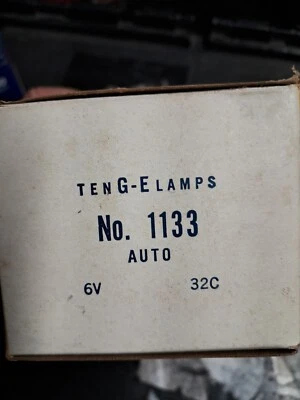 TEN G-E LAMPS
No. 1133
AUTO
6V 32C